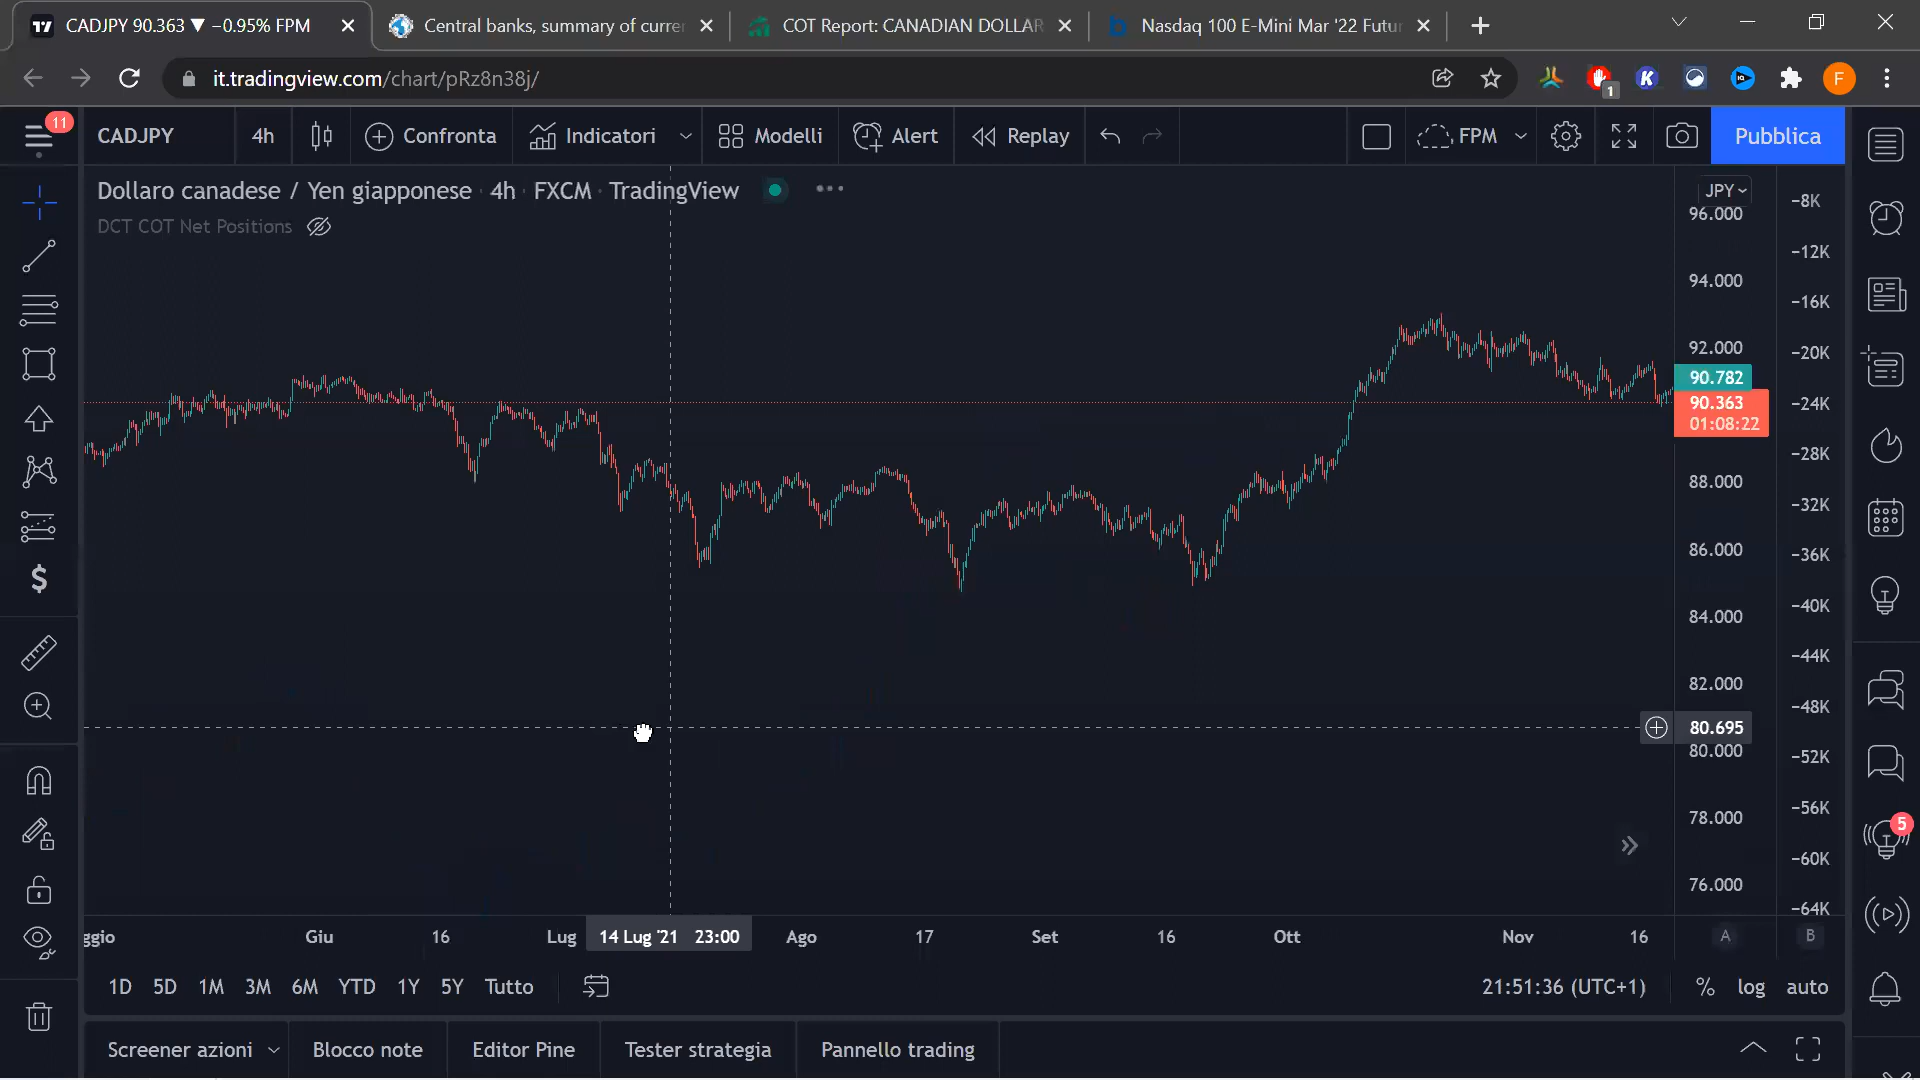 CADJPY 90.363 ▼ −0.95% FPM
Central banks, summary of curre
COT Report: CANADIAN DOLLAR
Nasdaq 100 E-Mini Mar '22 Futu
it.tradingview.com/chart/pRz8n38j/
1
K
F
11
CADJPY
4h
Confronta
Indicatori
Modelli
Alert
Replay
FPM
Pubblica
Dollaro canadese / Yen giapponese · 4h · FXCM · TradingView
DCT COT Net Positions
JPY
96.000
94.000
92.000
90.782
90.363
01:08:22
88.000
86.000
84.000
82.000
80.695
80.000
78.000
76.000
−8K
−12K
−16K
−20K
−24K
−28K
−32K
−36K
−40K
−44K
−48K
−52K
−56K
−60K
−64K
5
ggio
Giu
16
Lug
14 Lug '21 23:00
Ago
17
Set
16
Ott
Nov
16
A
B
1D
5D
1M
3M
6M
YTD
1Y
5Y
Tutto
21:51:36 (UTC+1)
%
log
auto
Screener azioni
Blocco note
Editor Pine
Tester strategia
Pannello trading